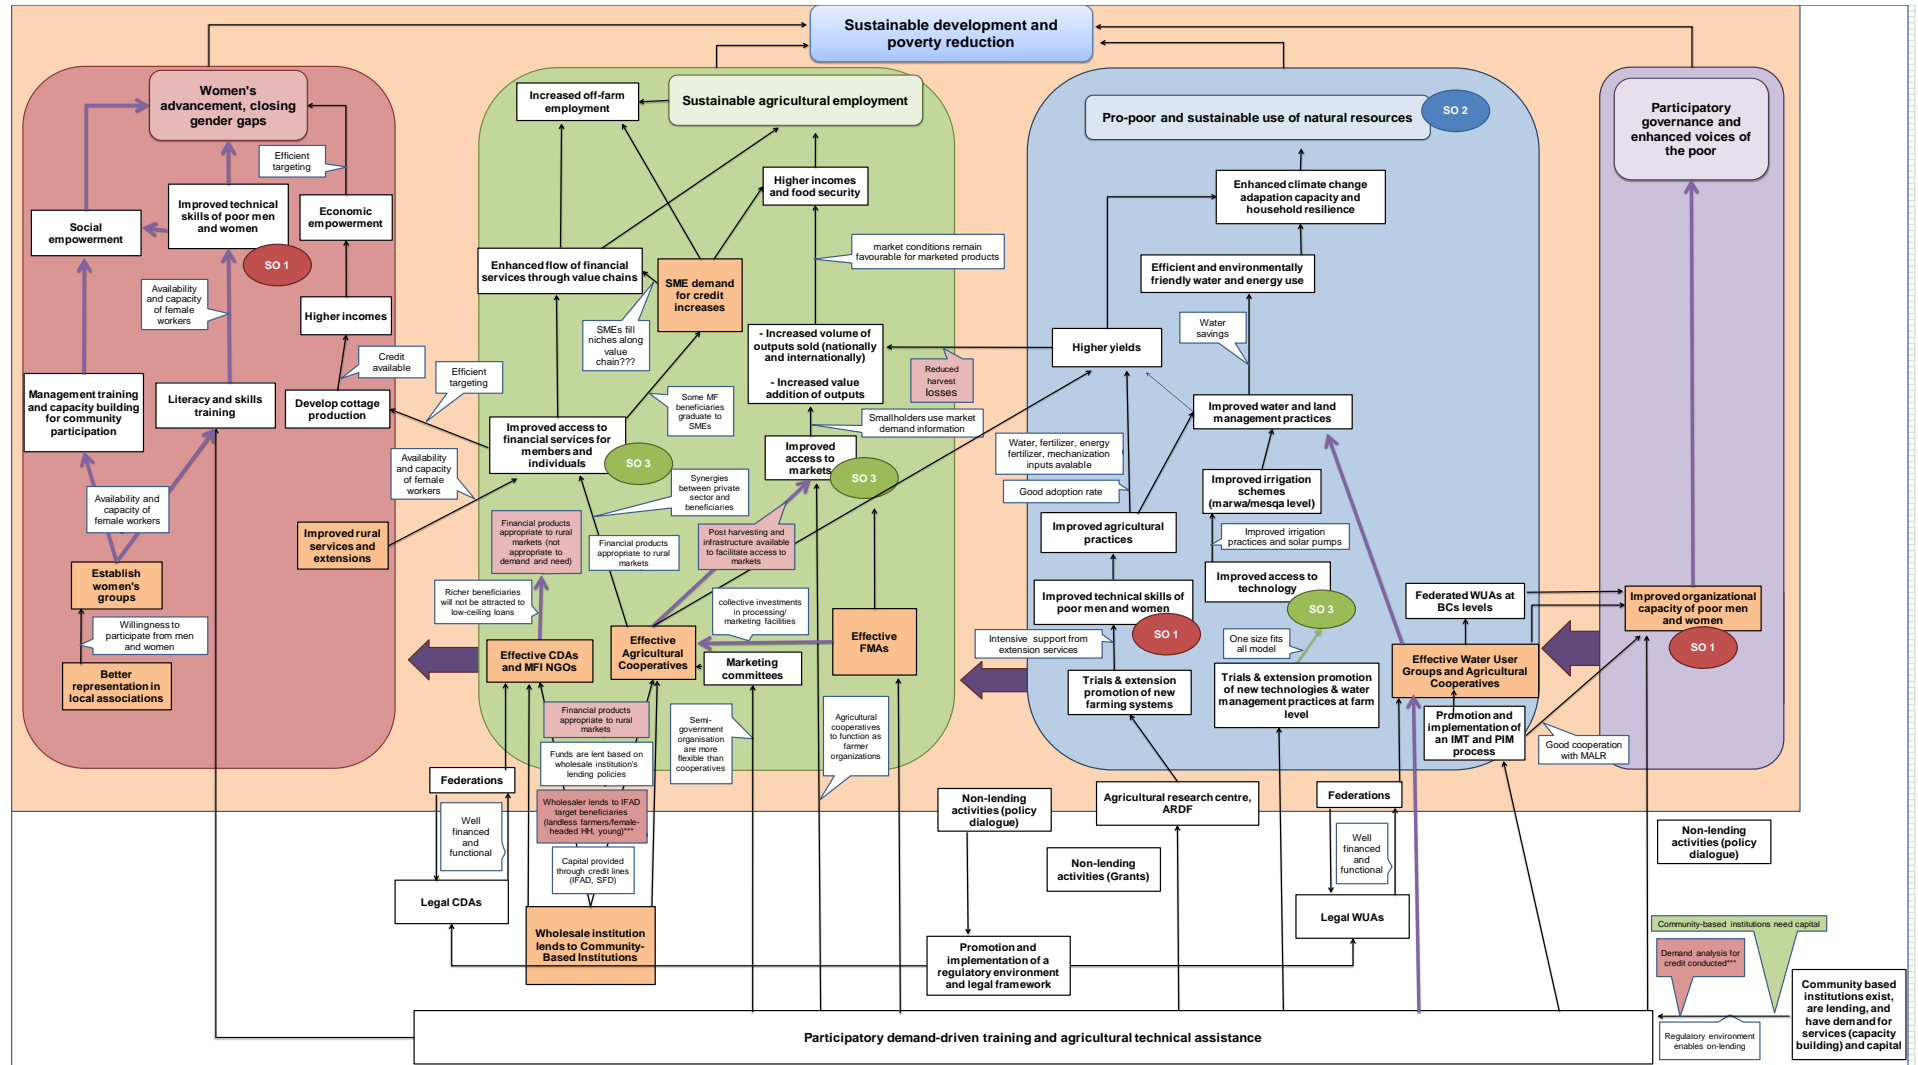 Sustainable development and
poverty reduction
Women's
advancement, closing
gender gaps
Efficient
targeting
Improved technical
skills of poor men
and women
SO 1
Social
empowerment
Economic
empowerment
Availability
and capacity
of female
workers
Higher incomes
Credit
available
Management training
and capacity building
for community
participation
Literacy and skills
training
Develop cottage
production
Efficient
targeting
Availability
and capacity
of female
workers
Availability and
capacity of
female workers
Improved rural
services and
extensions
Establish
women's
groups
Willingness to
participate from men
and women
Better
representation in
local associations
Increased off-farm
employment
Sustainable agricultural employment
Higher incomes
and food security
Enhanced flow of financial
services through value chains
SME demand
for credit
increases
market conditions remain
favourable for marketed products
SMEs fill
niches along
value
chain???
- Increased volume of
outputs sold (nationally
and internationally)
- Increased value
addition of outputs
Reduced
harvest
losses
Some MF
beneficiaries
graduate to
SMEs
Smallholders use market
demand information
Improved access to
financial services for
members and
individuals
SO 3
Improved
access to
markets
SO 3
Synergies
between private
sector and
beneficiaries
Financial products
appropriate to rural
markets (not
appropriate to
demand and need)
Financial products
appropriate to rural
markets
Post harvesting and
infrastructure available
to facilitate access to
markets
Richer beneficiaries
will not be attracted to
low-ceiling loans
collective investments
in processing/
marketing facilities
Effective CDAs
and MFI NGOs
Effective
Agricultural
Cooperatives
Effective
FMAs
Marketing
committees
Financial products
appropriate to rural
markets
Semi-
government
organisation
are more
flexible than
cooperatives
Agricultural
cooperatives
to function as
farmer
organizations
Funds are lent based on
wholesale institution's
lending policies
Wholesaler lends to IFAD
target beneficiaries
(landless farmers/female-
headed HH, young)***
Capital provided
through credit lines
(IFAD, SFD)
Federations
Well
financed
and
functional
Legal CDAs
Wholesale institution
lends to Community-
Based Institutions
Pro-poor and sustainable use of natural resources
SO 2
Enhanced climate change
adapation capacity and
household resilience
Efficient and environmentally
friendly water and energy use
Water
savings
Higher yields
Improved water and land
management practices
Water, fertilizer, energy
fertilizer, mechanization
inputs avalable
Good adoption rate
Improved irrigation
schemes
(marwa/mesqa level)
Improved agricultural
practices
Improved irrigation
practices and solar pumps
Improved technical skills of
poor men and women
SO 1
Improved access to
technology
SO 3
Intensive support from
extension services
One size fits
all model
Trials & extension
promotion of new
farming systems
Trials & extension promotion
of new technologies & water
management practices at farm
level
Federated WUAs at
BCs levels
Effective Water User
Groups and Agricultural
Cooperatives
Promotion and
implementation of
an IMT and PIM
process
Good cooperation
with MALR
Participatory
governance and
enhanced voices of
the poor
Improved organizational
capacity of poor men
and women
SO 1
Non-lending
activities (policy
dialogue)
Agricultural research centre,
ARDF
Non-lending
activities (Grants)
Federations
Well
financed
and
functional
Legal WUAs
Non-lending
activities (policy
dialogue)
Promotion and
implementation of a
regulatory environment
and legal framework
Community-based institutions need capital
Demand analysis for
credit conducted***
Regulatory environment
enables on-lending
Community based
institutions exist,
are lending, and
have demand for
services (capacity
building) and capital
Participatory demand-driven training and agricultural technical assistance